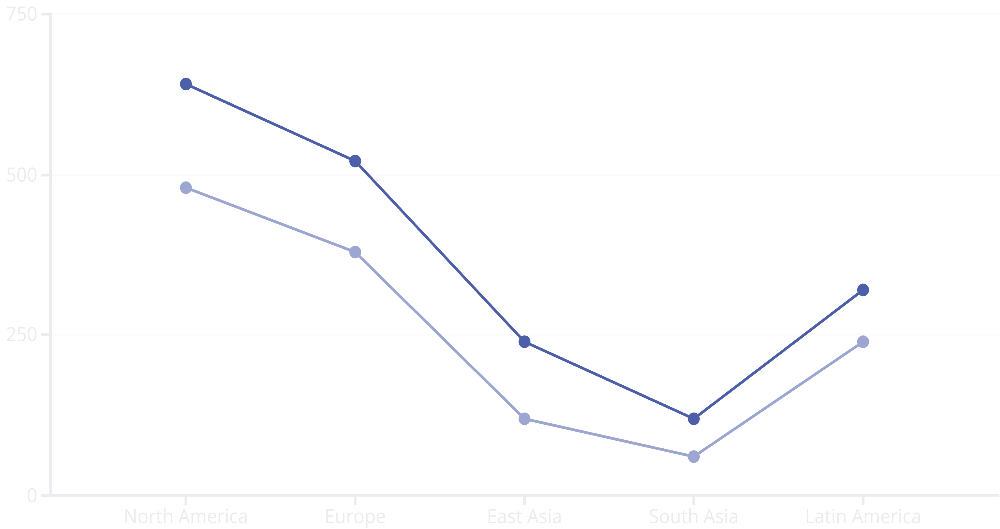 750
500
250
0
North America
Europe
East Asia
South Asia
Latin America